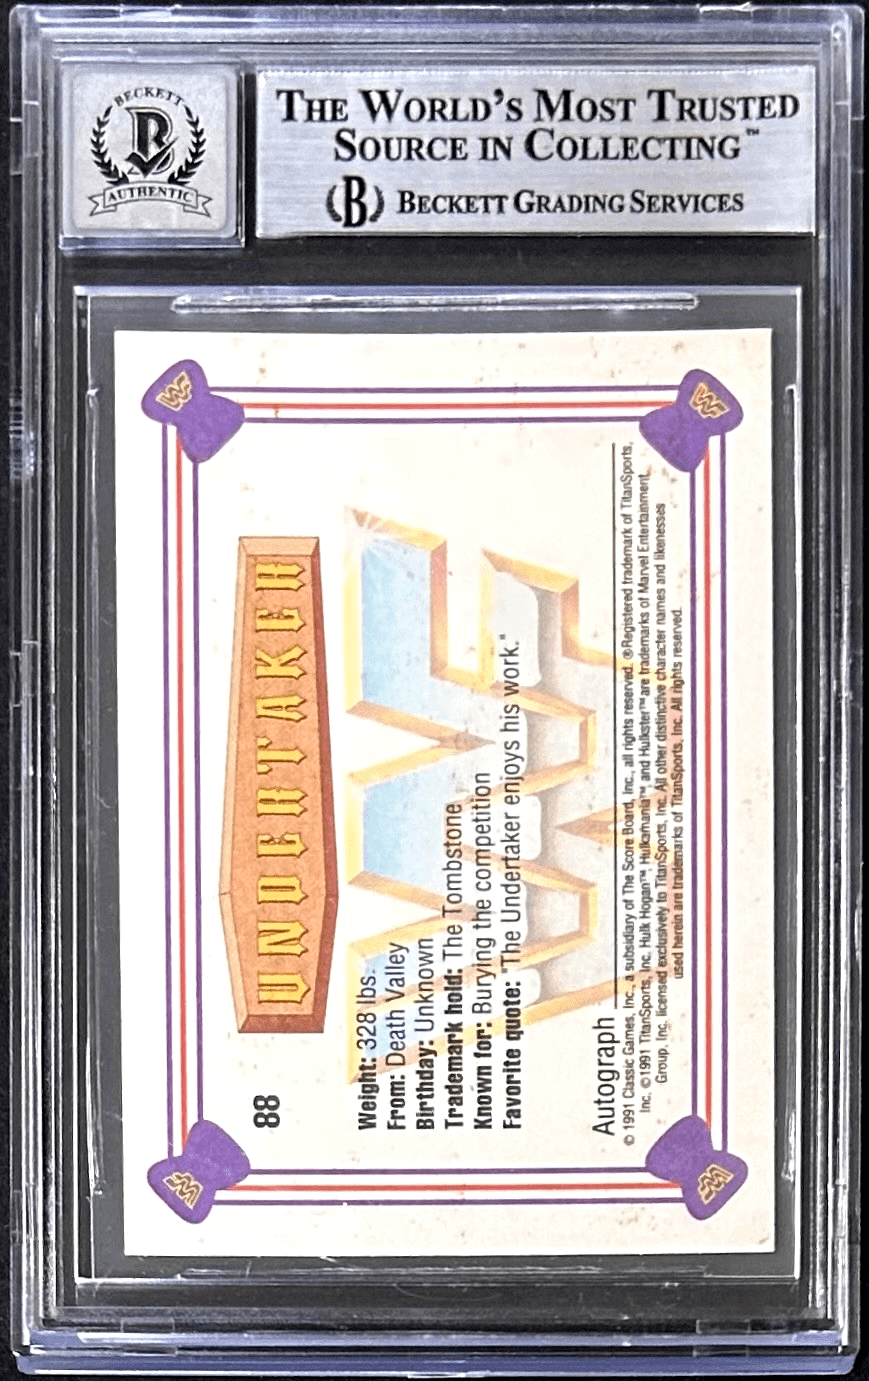 BECKETT
B
AUTHENTIC
THE WORLD'S MOST TRUSTED
SOURCE IN COLLECTING™
(B) BECKETT GRADING SERVICES
88
UNDERTAKER
Weight: 328 lbs.
From: Death Valley
Birthday: Unknown
Trademark hold: The Tombstone
Known for: Burying the competition
Favorite quote: "The Undertaker enjoys his work."
Autograph
© 1991 Classic Games, Inc., a subsidiary of The Score Board, Inc., all rights reserved. ®Registered trademark of TitanSports,
Inc. ©1991 TitanSports, Inc. Hulk Hogan™ Hulkamania™ and Hulkster™ are trademarks of Marvel Entertainment
Group, Inc. licensed exclusively to TitanSports, Inc. All other distinctive character names and likenesses
used herein are trademarks of TitanSports, Inc. All rights reserved.